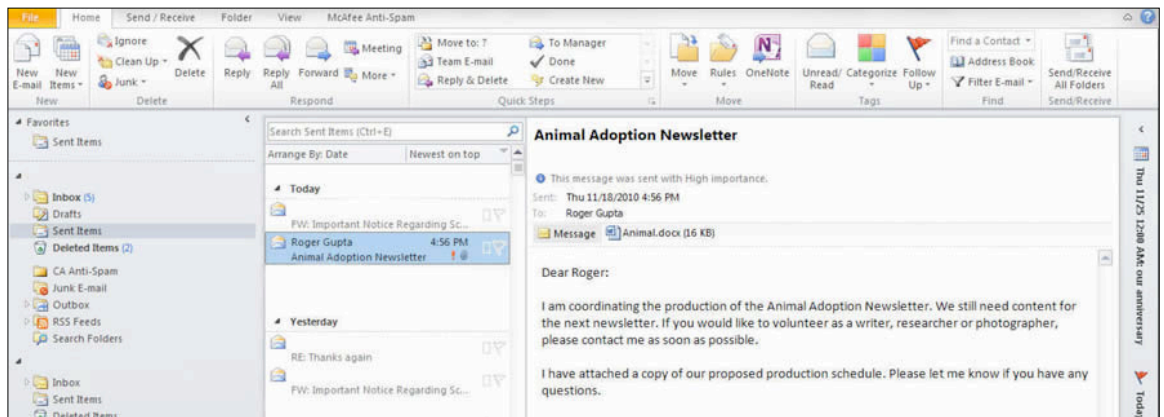 File Home Send / Receive Folder View McAfee Anti-Spam
Ignore Meeting Move to: ? To Manager Find a Contact
Clean Up Team E-mail Done Address Book
New E-mail New Items Junk Delete Reply Reply All Forward More Reply & Delete Create New Move Rules OneNote Unread/ Read Categorize Follow Up Filter E-mail Send/Receive All Folders
New Delete Respond Quick Steps Move Tags Find Send/Receive
Favorites
Sent Items
Inbox (5)
Drafts
Sent Items
Deleted Items (2)
CA Anti-Spam
Junk E-mail
Outbox
RSS Feeds
Search Folders
Inbox
Sent Items
Deleted Items
Search Sent Items (Ctrl+E)
Arrange By: Date Newest on top
Today
FW: Important Notice Regarding Sc...
Roger Gupta 4:56 PM
Animal Adoption Newsletter
Yesterday
RE: Thanks again
FW: Important Notice Regarding Sc...
Animal Adoption Newsletter
This message was sent with High importance.
Sent: Thu 11/18/2010 4:56 PM
To: Roger Gupta
Message Animal.docx (16 KB)
Dear Roger:
I am coordinating the production of the Animal Adoption Newsletter. We still need content for
the next newsletter. If you would like to volunteer as a writer, researcher or photographer,
please contact me as soon as possible.
I have attached a copy of our proposed production schedule. Please let me know if you have any
questions.
Thu 11/25 12:00 AM: our anniversary
Today